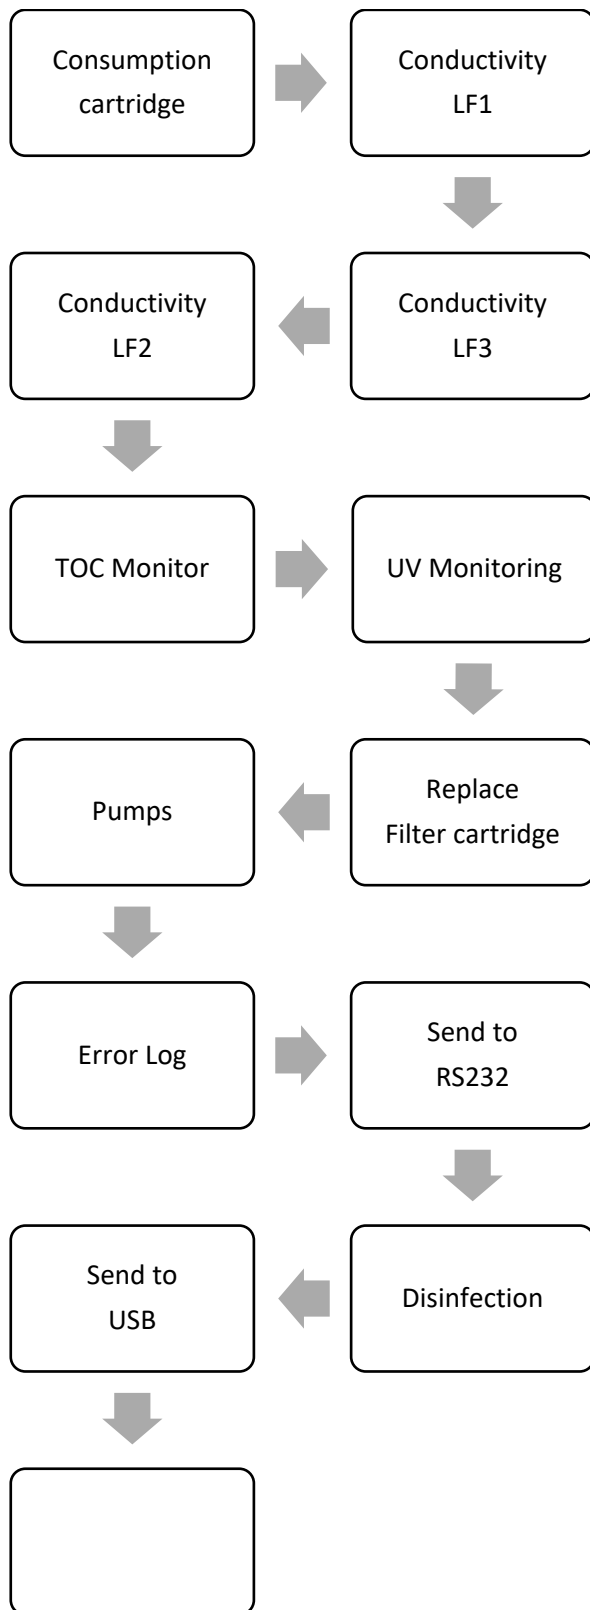 Consumption
cartridge
Conductivity
LF1
Conductivity
LF3
Conductivity
LF2
TOC Monitor
UV Monitoring
Replace
Filter cartridge
Pumps
Error Log
Send to
RS232
Disinfection
Send to
USB